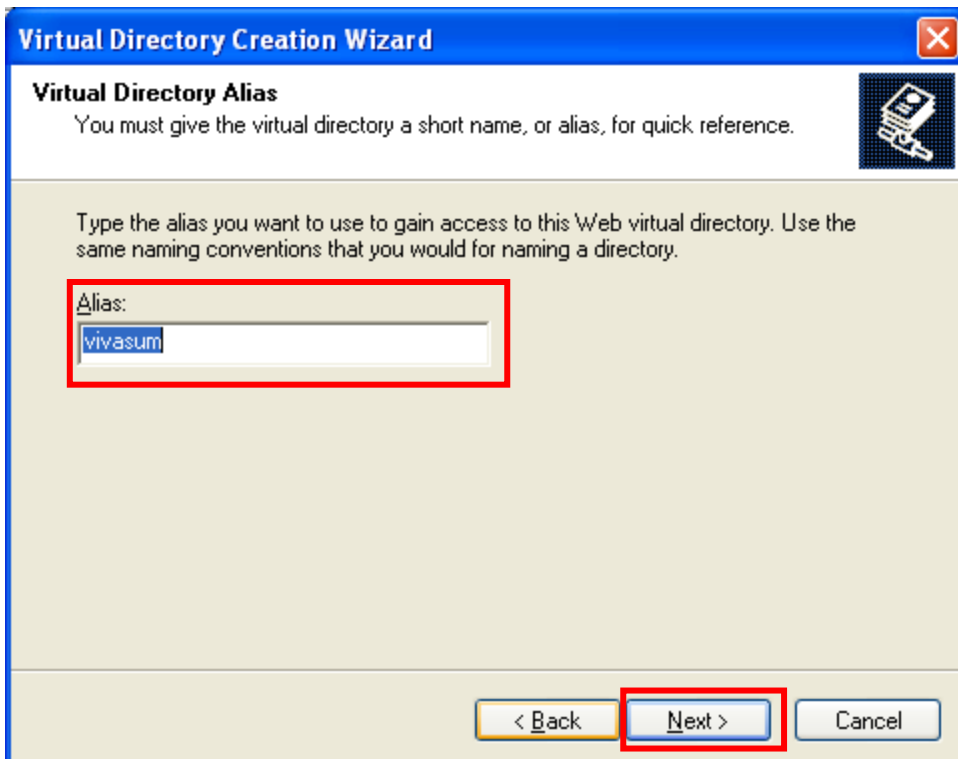 Virtual Directory Creation Wizard
Virtual Directory Alias
You must give the virtual directory a short name, or alias, for quick reference.
Type the alias you want to use to gain access to this Web virtual directory. Use the
same naming conventions that you would for naming a directory.
Alias:
vivasum
< Back Next > Cancel